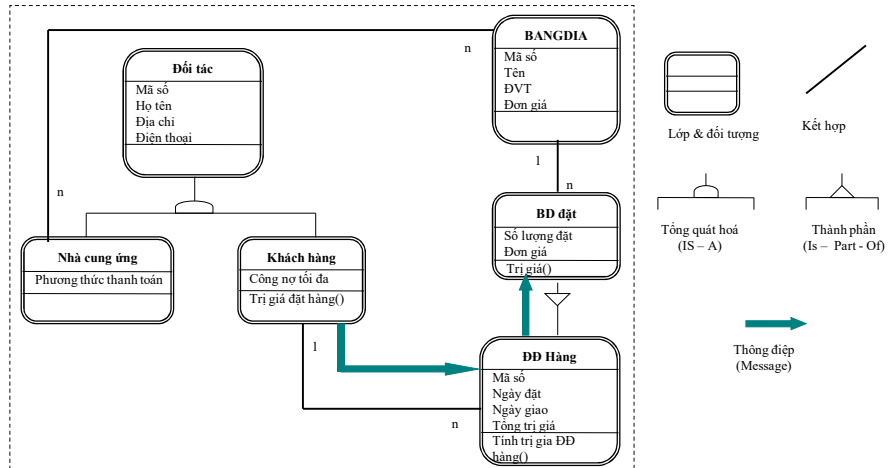 BANGDIA
Mã số
Tên
ĐVT
Đơn giá
n
Đối tác
Mã số
Họ tên
Địa chỉ
Điện thoại
n
l
n
BD đặt
Số lượng đặt
Đơn giá
Trị giá()
Nhà cung ứng
Phương thức thanh toán
Khách hàng
Công nợ tối đa
Trị giá đặt hàng()
l
n
ĐĐ Hàng
Mã số
Ngày đặt
Ngày giao
Tổng trị giá
Tính trị gia ĐĐ
hàng()
Lớp & đối tượng
Kết hợp
Tổng quát hoá
(IS – A)
Thành phần
(Is – Part - Of)
Thông điệp
(Message)